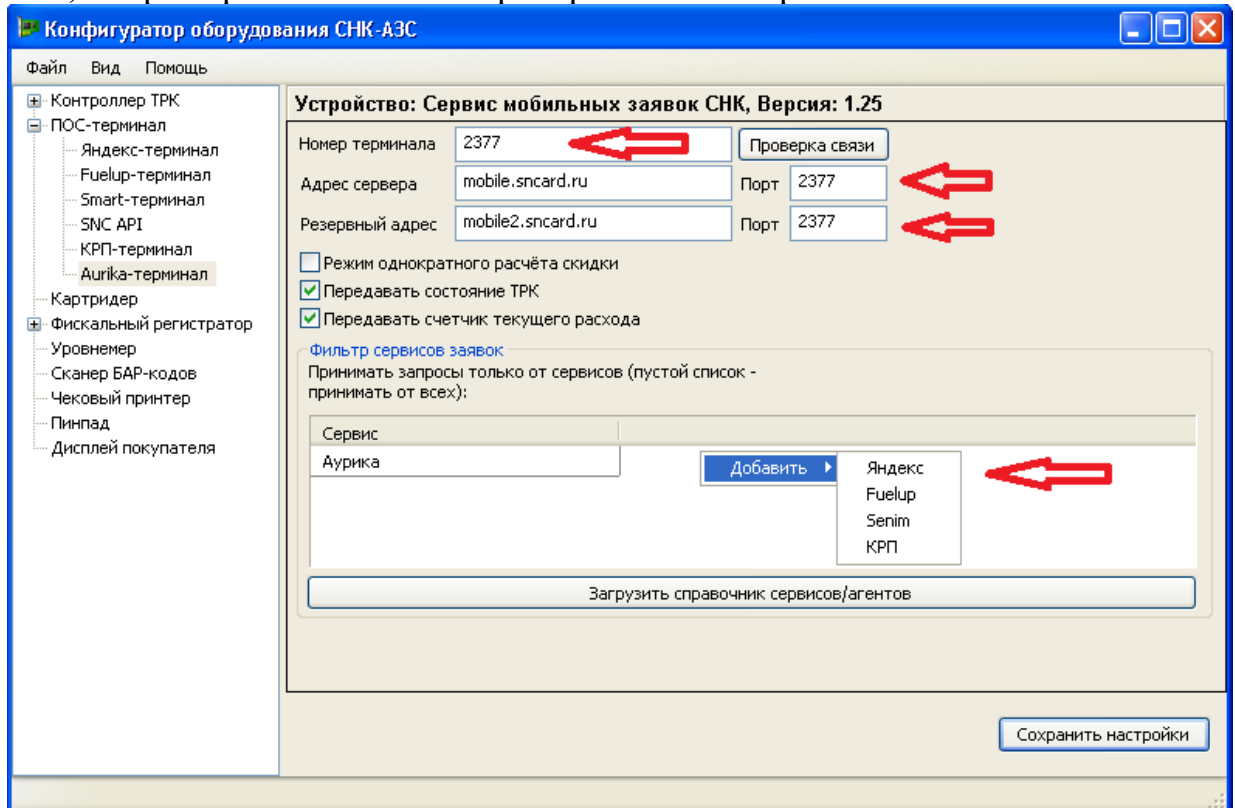 Конфигуратор оборудования СНК-АЗС
Файл Вид Помощь
Контроллер ТРК
ПОС-терминал
Яндекс-терминал
Fuelup-терминал
Smart-терминал
SNC API
КРП-терминал
Aurika-терминал
Картридер
Фискальный регистратор
Уровнемер
Сканер БАР-кодов
Чековый принтер
Пинпад
Дисплей покупателя
Устройство: Сервис мобильных заявок СНК, Версия: 1.25
Номер терминала 2377 Проверка связи
Адрес сервера mobile.sncard.ru Порт 2377
Резервный адрес mobile2.sncard.ru Порт 2377
Режим однократного расчёта скидки
Передавать состояние ТРК
Передавать счетчик текущего расхода
Фильтр сервисов заявок
Принимать запросы только от сервисов (пустой список -
принимать от всех):
Сервис
Аурика
Добавить
Яндекс
Fuelup
Senim
КРП
Загрузить справочник сервисов/агентов
Сохранить настройки